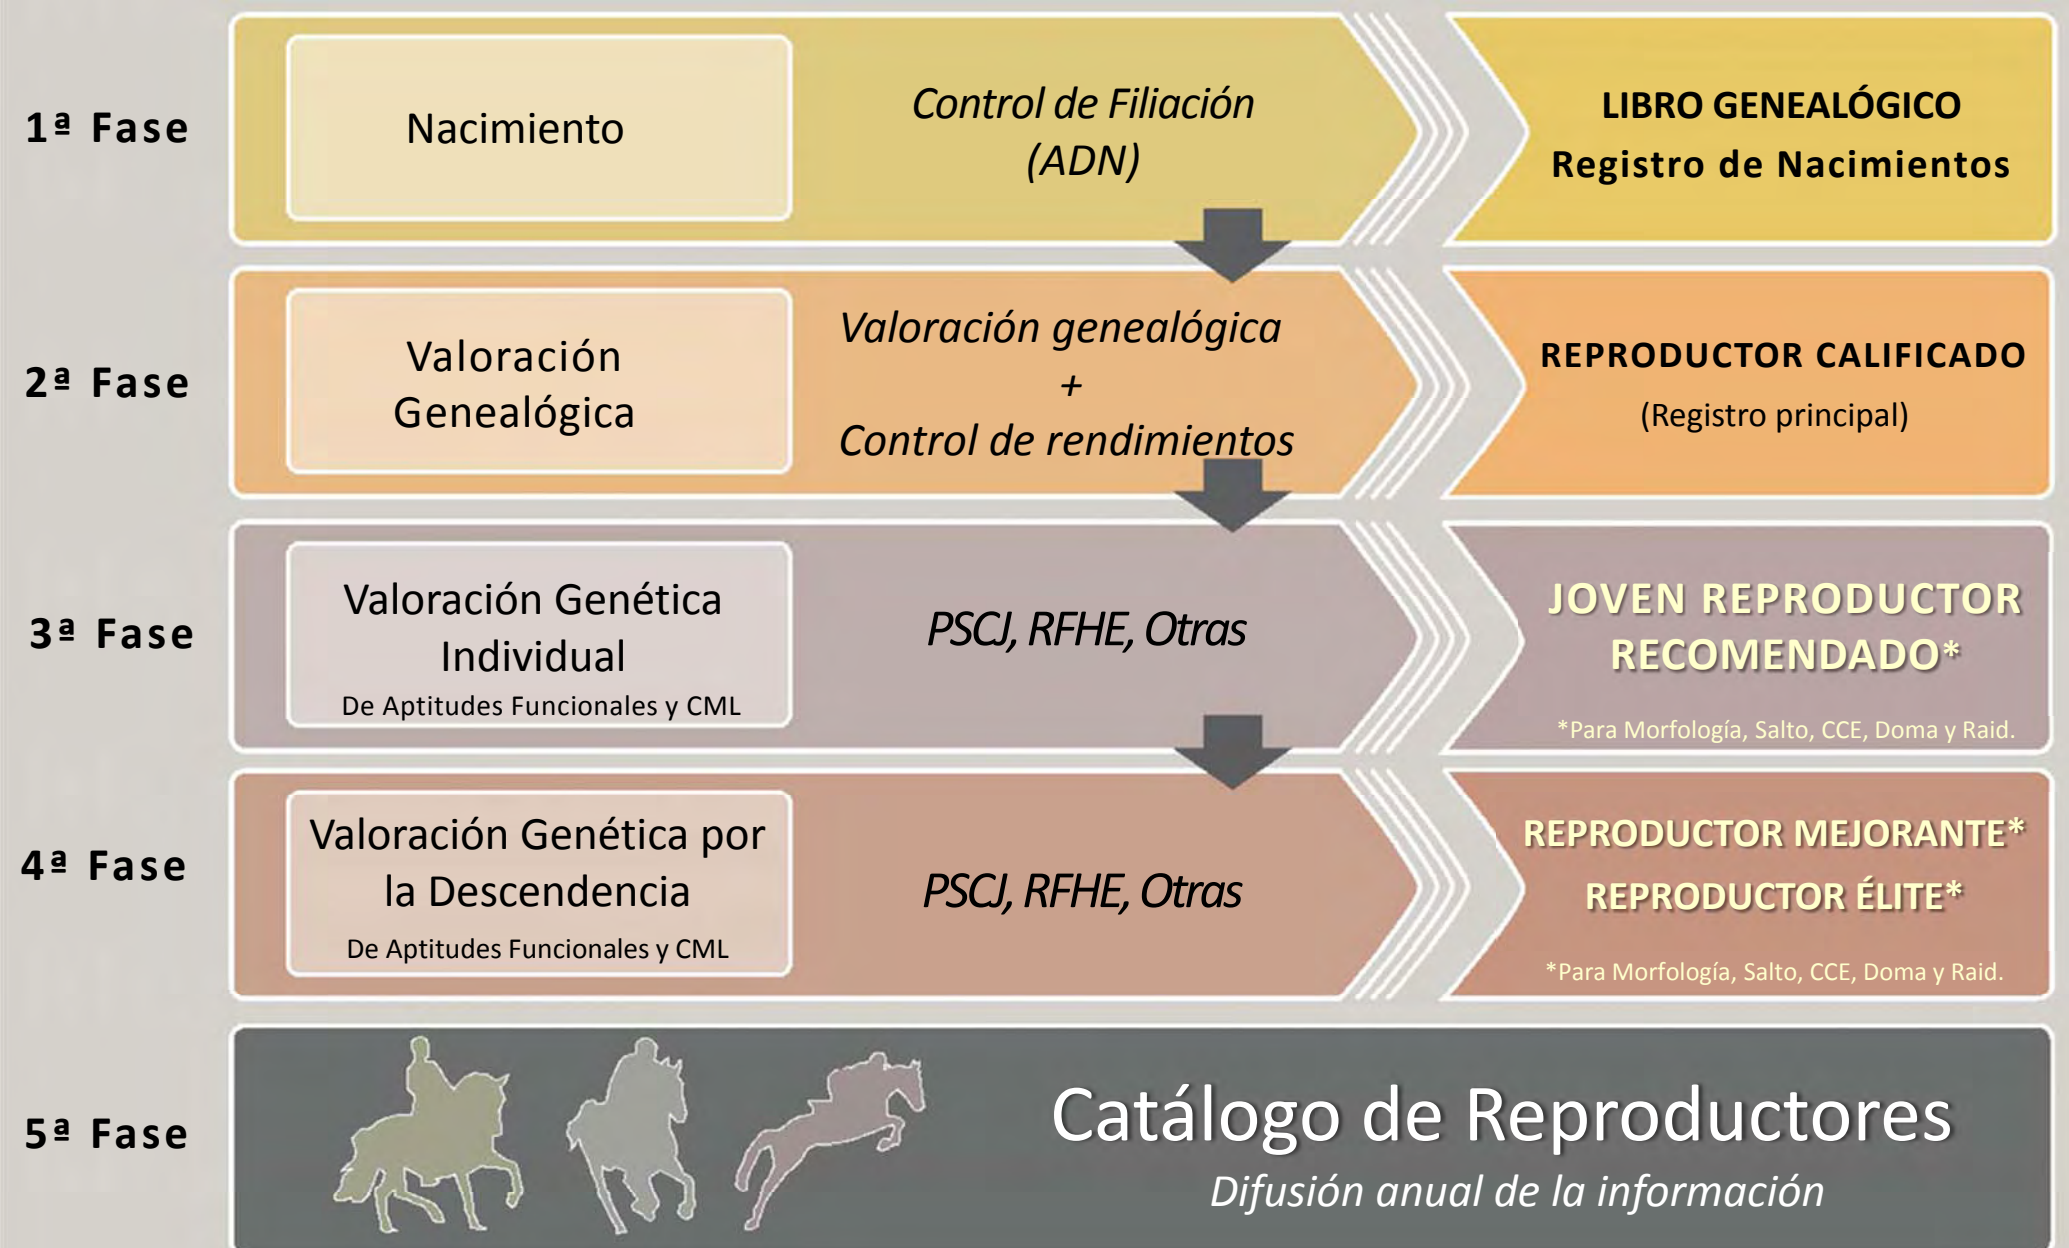 1ª Fase
Nacimiento
Control de Filiación
(ADN)
LIBRO GENEALÓGICO
Registro de Nacimientos
2ª Fase
Valoración
Genealógica
Valoración genealógica
+
Control de rendimientos
REPRODUCTOR CALIFICADO
(Registro principal)
3ª Fase
Valoración Genética
Individual
De Aptitudes Funcionales y CML
PSCJ, RFHE, Otras
JOVEN REPRODUCTOR
RECOMENDADO*
*Para Morfología, Salto, CCE, Doma y Raid.
4ª Fase
Valoración Genética por
la Descendencia
De Aptitudes Funcionales y CML
PSCJ, RFHE, Otras
REPRODUCTOR MEJORANTE*
REPRODUCTOR ÉLITE*
*Para Morfología, Salto, CCE, Doma y Raid.
5ª Fase
Catálogo de Reproductores
Difusión anual de la información